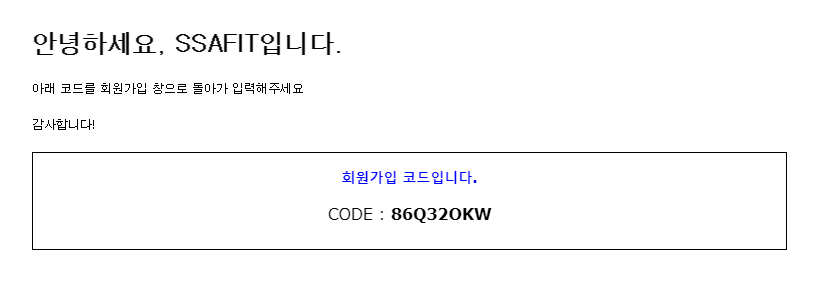 안녕하세요, SSAFIT입니다.
아래 코드를 회원가입 창으로 돌아가 입력해주세요
감사합니다!
회원가입 코드입니다.
CODE : 86Q32OKW